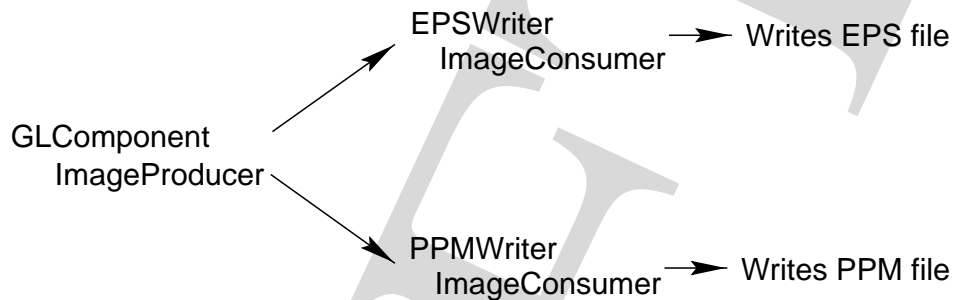 EPSWriter
ImageConsumer
Writes EPS file
GLComponent
ImageProducer
PPMWriter
ImageConsumer
Writes PPM file